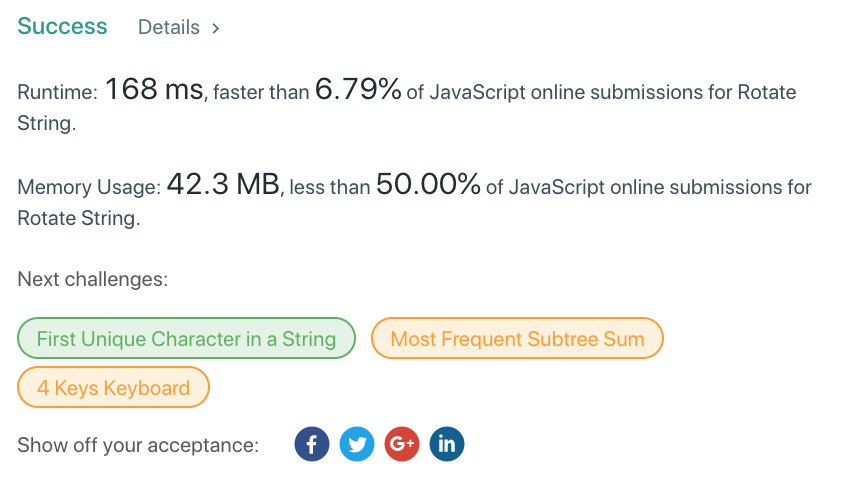 Success Details >
Runtime: 168 ms, faster than 6.79% of JavaScript online submissions for Rotate
String.
Memory Usage: 42.3 MB, less than 50.00% of JavaScript online submissions for
Rotate String.
Next challenges:
First Unique Character in a String Most Frequent Subtree Sum
4 Keys Keyboard
Show off your acceptance: f G+ in